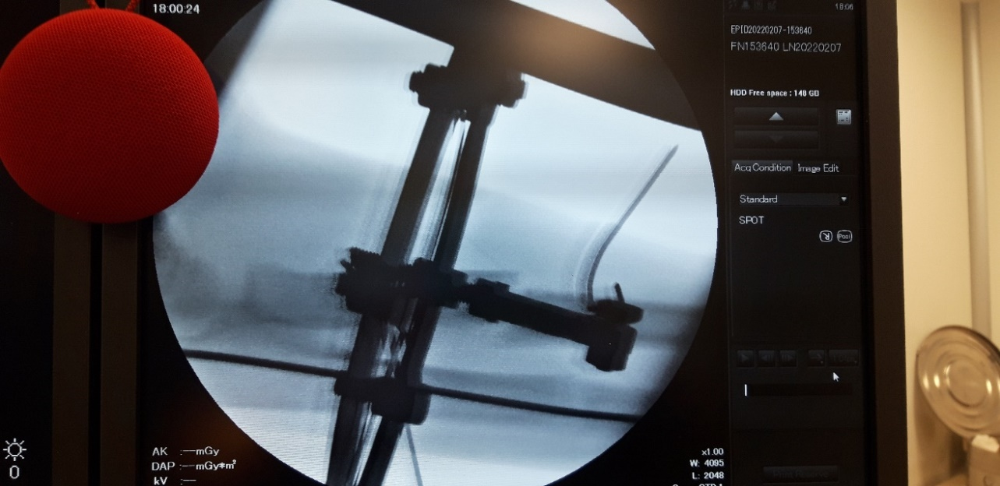 18:00:24
18:06
EPID20220207-153640
FN153640 LN20220207
HDD Free space : 148 GB
Acq Condition Image Edit
Standard
SPOT
Post
0
AK :---mGy
DAP :---mGy*m²
kV :---
x1.00
W: 4095
L: 2048